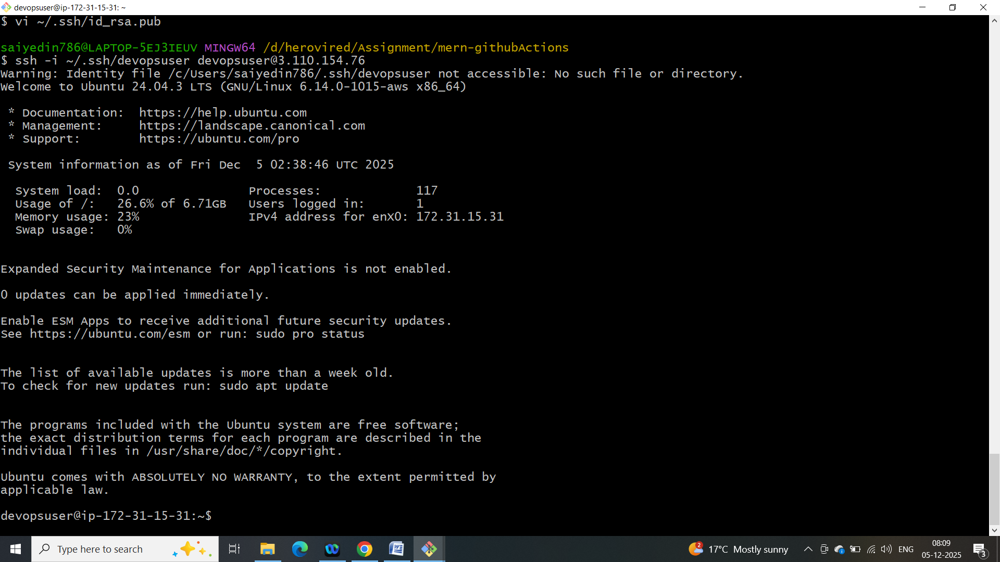 devopsuser@ip-172-31-15-31: ~
$ vi ~/.ssh/id_rsa.pub
saiyedin786@LAPTOP-5EJ3IEUV MINGW64 /d/herovired/Assignment/mern-githubActions
$ ssh -i ~/.ssh/devopsuser devopsuser@3.110.154.76
Warning: Identity file /c/Users/saiyedin786/.ssh/devopsuser not accessible: No such file or directory.
Welcome to Ubuntu 24.04.3 LTS (GNU/Linux 6.14.0-1015-aws x86_64)
* Documentation:  https://help.ubuntu.com
* Management:     https://landscape.canonical.com
* Support:        https://ubuntu.com/pro
System information as of Fri Dec  5 02:38:46 UTC 2025
System load:  0.0               Processes:             117
Usage of /:   26.6% of 6.71GB   Users logged in:       1
Memory usage: 23%               IPv4 address for enX0: 172.31.15.31
Swap usage:   0%
Expanded Security Maintenance for Applications is not enabled.
0 updates can be applied immediately.
Enable ESM Apps to receive additional future security updates.
See https://ubuntu.com/esm or run: sudo pro status
The list of available updates is more than a week old.
To check for new updates run: sudo apt update
The programs included with the Ubuntu system are free software;
the exact distribution terms for each program are described in the
individual files in /usr/share/doc/*/copyright.
Ubuntu comes with ABSOLUTELY NO WARRANTY, to the extent permitted by
applicable law.
devopsuser@ip-172-31-15-31:~$
Type here to search
2
17°C Mostly sunny
ENG
08:09
05-12-2025
3